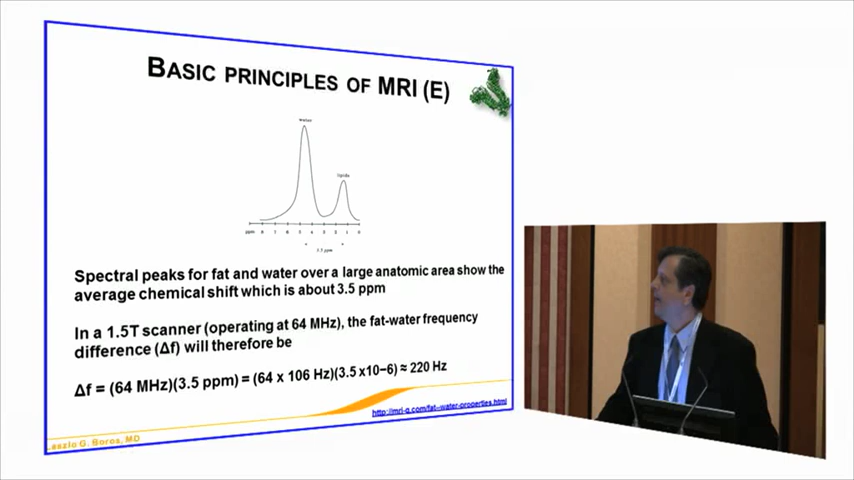 BASIC PRINCIPLES OF MRI (E)
water
lipids
ppm 8 7 6 5 4 3 2 1 0
3.5 ppm
Spectral peaks for fat and water over a large anatomic area show the
average chemical shift which is about 3.5 ppm
In a 1.5T scanner (operating at 64 MHz), the fat-water frequency
difference (Δf) will therefore be
Δf = (64 MHz)(3.5 ppm) = (64 x 106 Hz)(3.5 x10−6) ≈ 220 Hz
http://mri-q.com/fat--water-properties.html
Laszlo G. Boros, MD